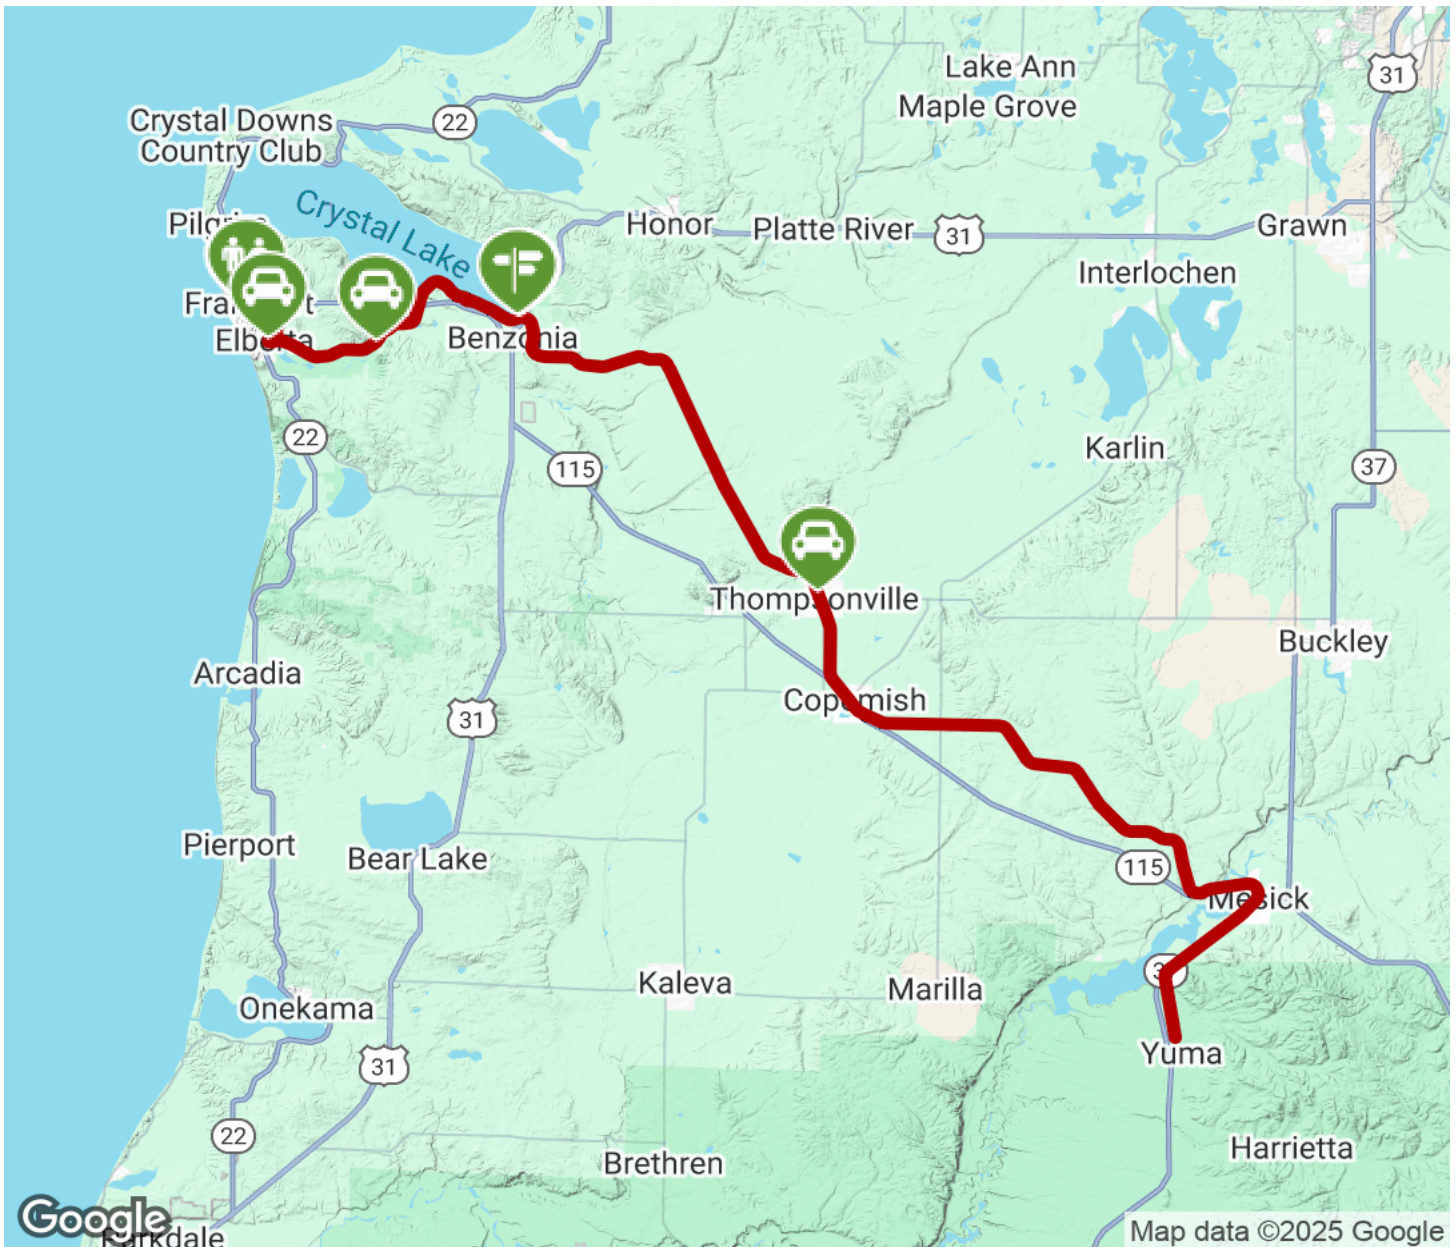 Lake Ann
31
Maple Grove
Crystal Downs
Country Club
22
Crystal Lake
Honor
Platte River
31
Grawn
Interlochen
Elberta
Benzonia
22
115
Karlin
37
Thompsonville
Buckley
Arcadia
Copemish
31
Pierport
Bear Lake
115
Mesick
Kaleva
Marilla
Onekama
31
Yuma
22
Brethren
Harrietta
Google
Parkdale
Map data ©2025 Google